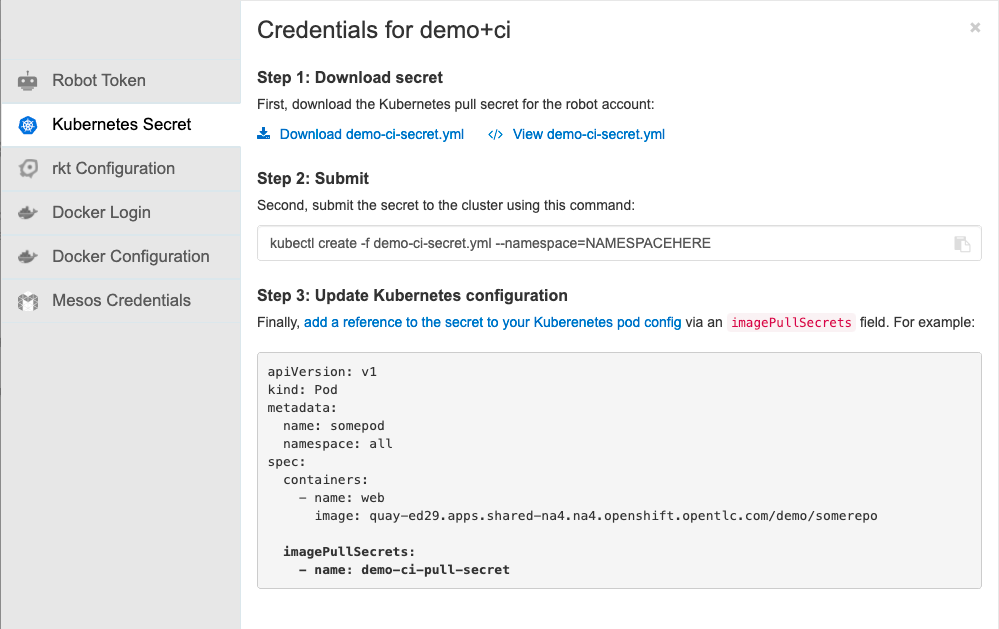 Credentials for demo+ci
×
Robot Token
Kubernetes Secret
rkt Configuration
Docker Login
Docker Configuration
Mesos Credentials
Step 1: Download secret
First, download the Kubernetes pull secret for the robot account:
Download demo-ci-secret.yml </> View demo-ci-secret.yml
Step 2: Submit
Second, submit the secret to the cluster using this command:
kubectl create -f demo-ci-secret.yml --namespace=NAMESPACEHERE
Step 3: Update Kubernetes configuration
Finally, add a reference to the secret to your Kuberenetes pod config via an imagePullSecrets field. For example:
apiVersion: v1
kind: Pod
metadata:
  name: somepod
  namespace: all
spec:
  containers:
    - name: web
      image: quay-ed29.apps.shared-na4.na4.openshift.opentlc.com/demo/somerepo
  imagePullSecrets:
    - name: demo-ci-pull-secret